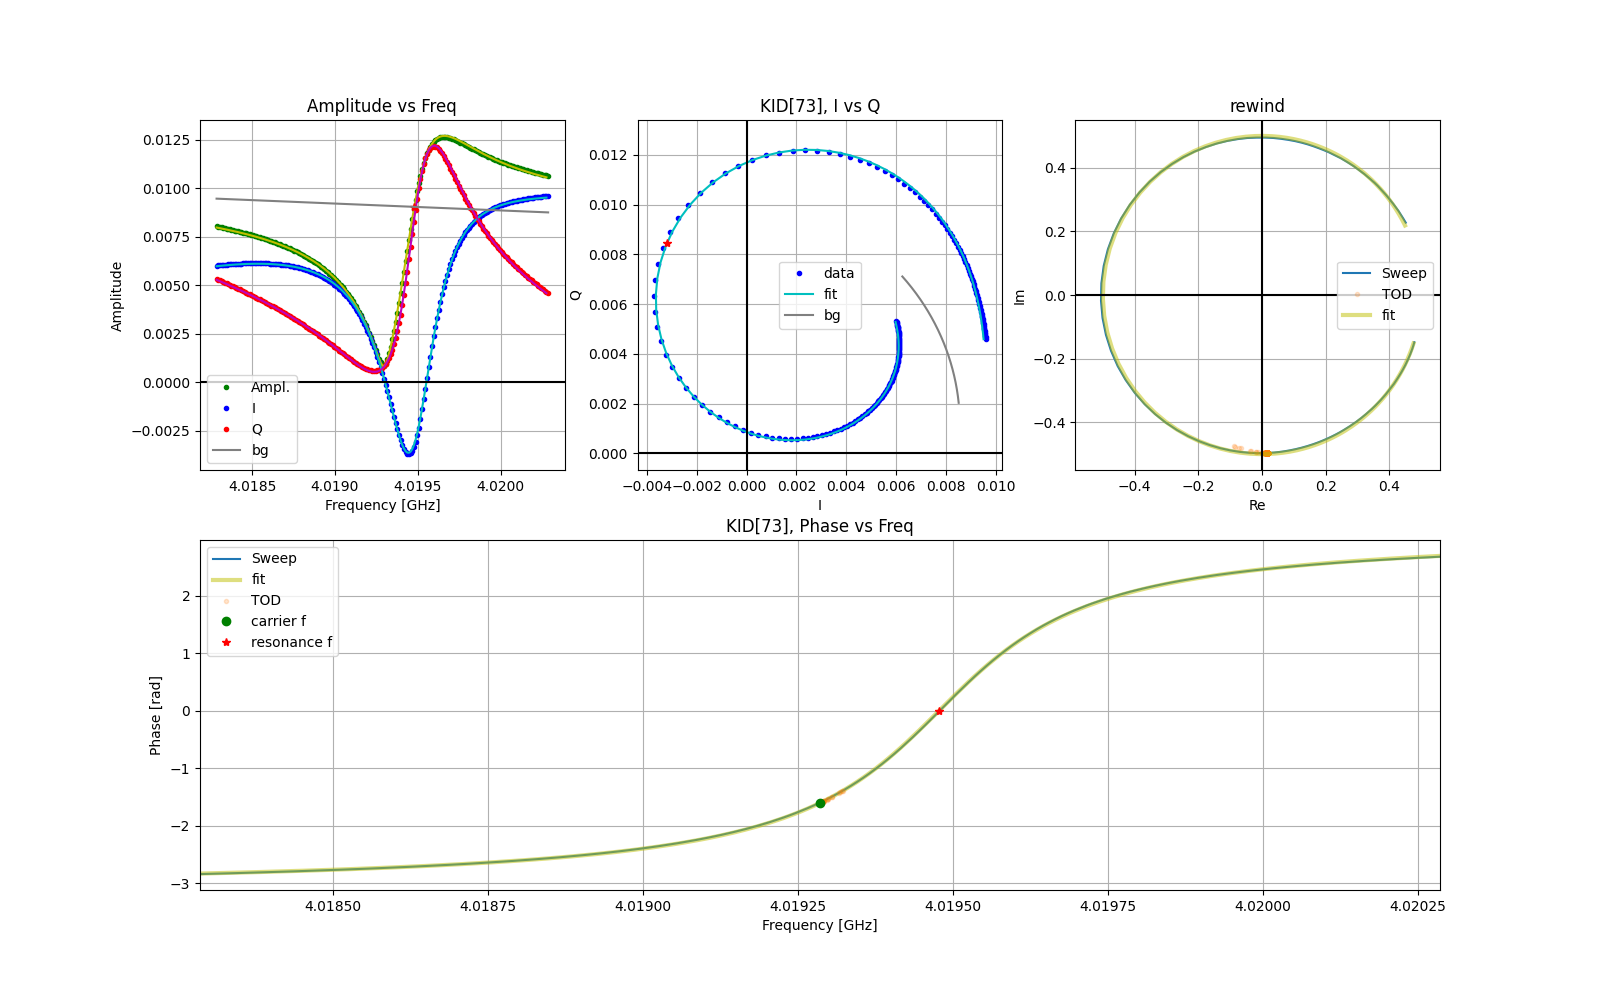 Amplitude vs Freq
KID[73], I vs Q
rewind
0.0125
0.0100
0.0075
0.0050
0.0025
0.0000
−0.0025
Amplitude
Ampl.
I
Q
bg
4.0185
4.0190
4.0195
4.0200
Frequency [GHz]
0.012
0.010
0.008
0.006
0.004
0.002
0.000
Q
data
fit
bg
−0.004
−0.002
0.000
0.002
0.004
0.006
0.008
0.010
I
0.4
0.2
0.0
−0.2
−0.4
Im
Sweep
TOD
fit
−0.4
−0.2
0.0
0.2
0.4
Re
KID[73], Phase vs Freq
Sweep
fit
TOD
carrier f
resonance f
2
1
0
−1
−2
−3
Phase [rad]
4.01850
4.01875
4.01900
4.01925
4.01950
4.01975
4.02000
4.02025
Frequency [GHz]